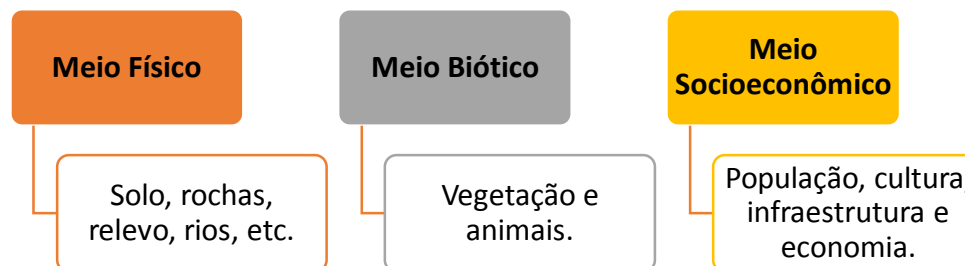 Meio Físico
Solo, rochas,
relevo, rios, etc.
Meio Biótico
Vegetação e
animais.
Meio
Socioeconômico
População, cultura,
infraestrutura e
economia.